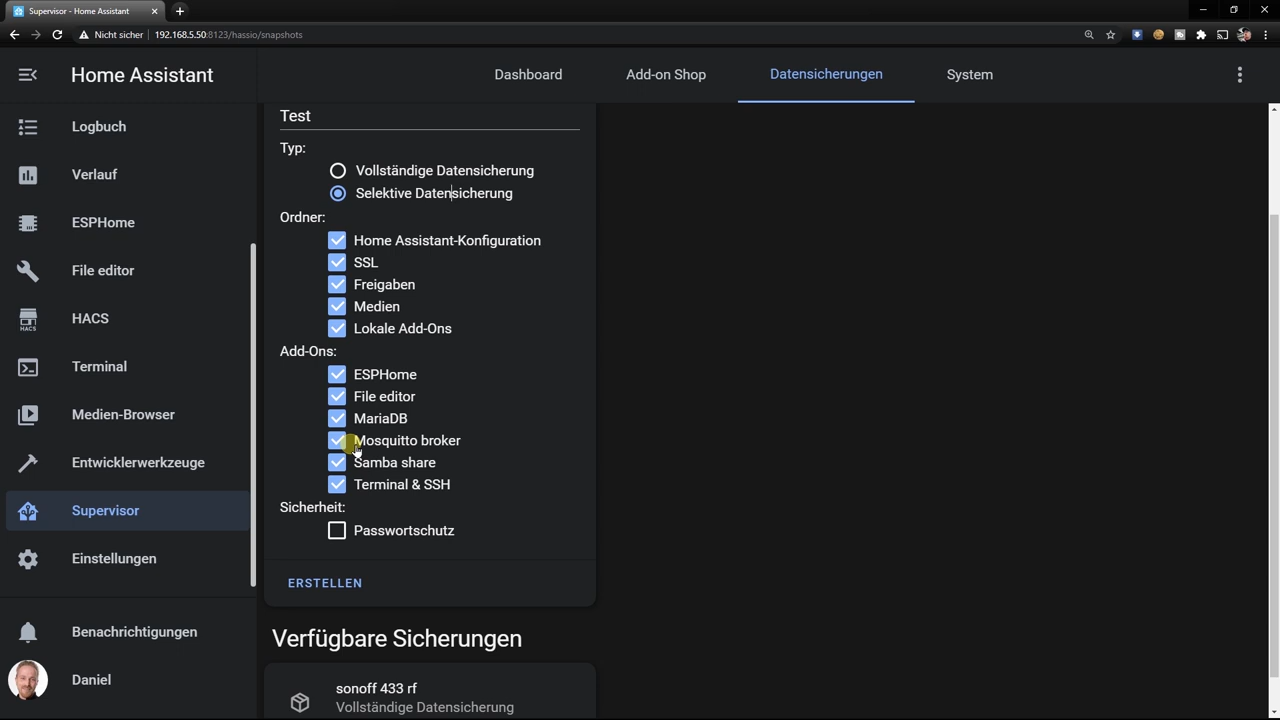 Supervisor - Home Assistant
Nicht sicher
192.168.5.50:8123/hassio/snapshots
Home Assistant
Dashboard
Add-on Shop
Datensicherungen
System
Logbuch
Verlauf
ESPHome
File editor
HACS
HACS
Terminal
Medien-Browser
Entwicklerwerkzeuge
Supervisor
Einstellungen
Benachrichtigungen
Daniel
Test
Typ:
Vollständige Datensicherung
Selektive Datensicherung
Ordner:
Home Assistant-Konfiguration
SSL
Freigaben
Medien
Lokale Add-Ons
Add-Ons:
ESPHome
File editor
MariaDB
Mosquitto broker
Samba share
Terminal & SSH
Sicherheit:
Passwortschutz
ERSTELLEN
Verfügbare Sicherungen
sonoff 433 rf
Vollständige Datensicherung